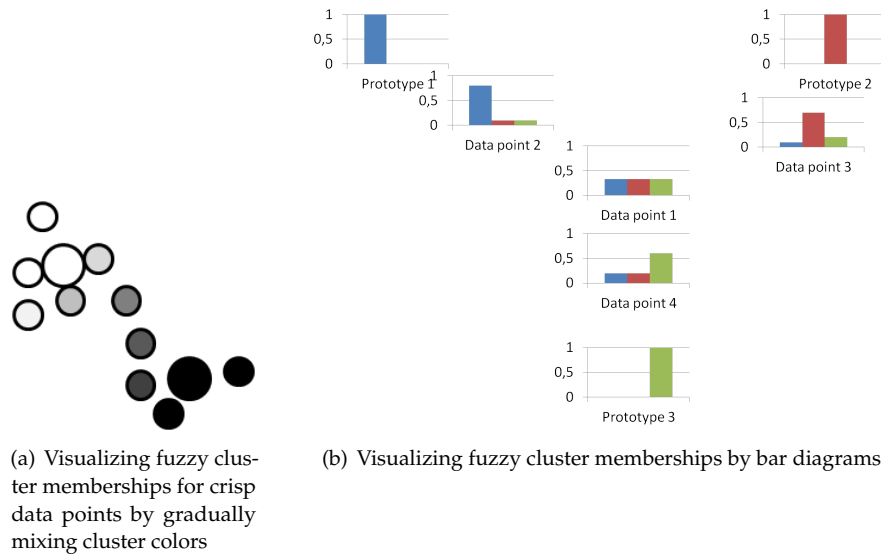 1
0,5
0
Prototype 1
1
0,5
0
Prototype 2
1
0,5
0
Data point 2
1
0,5
0
Data point 3
1
0,5
0
Data point 1
1
0,5
0
Data point 4
1
0,5
0
Prototype 3
(a) Visualizing fuzzy clus-
ter memberships for crisp
data points by gradually
mixing cluster colors
(b) Visualizing fuzzy cluster memberships by bar diagrams